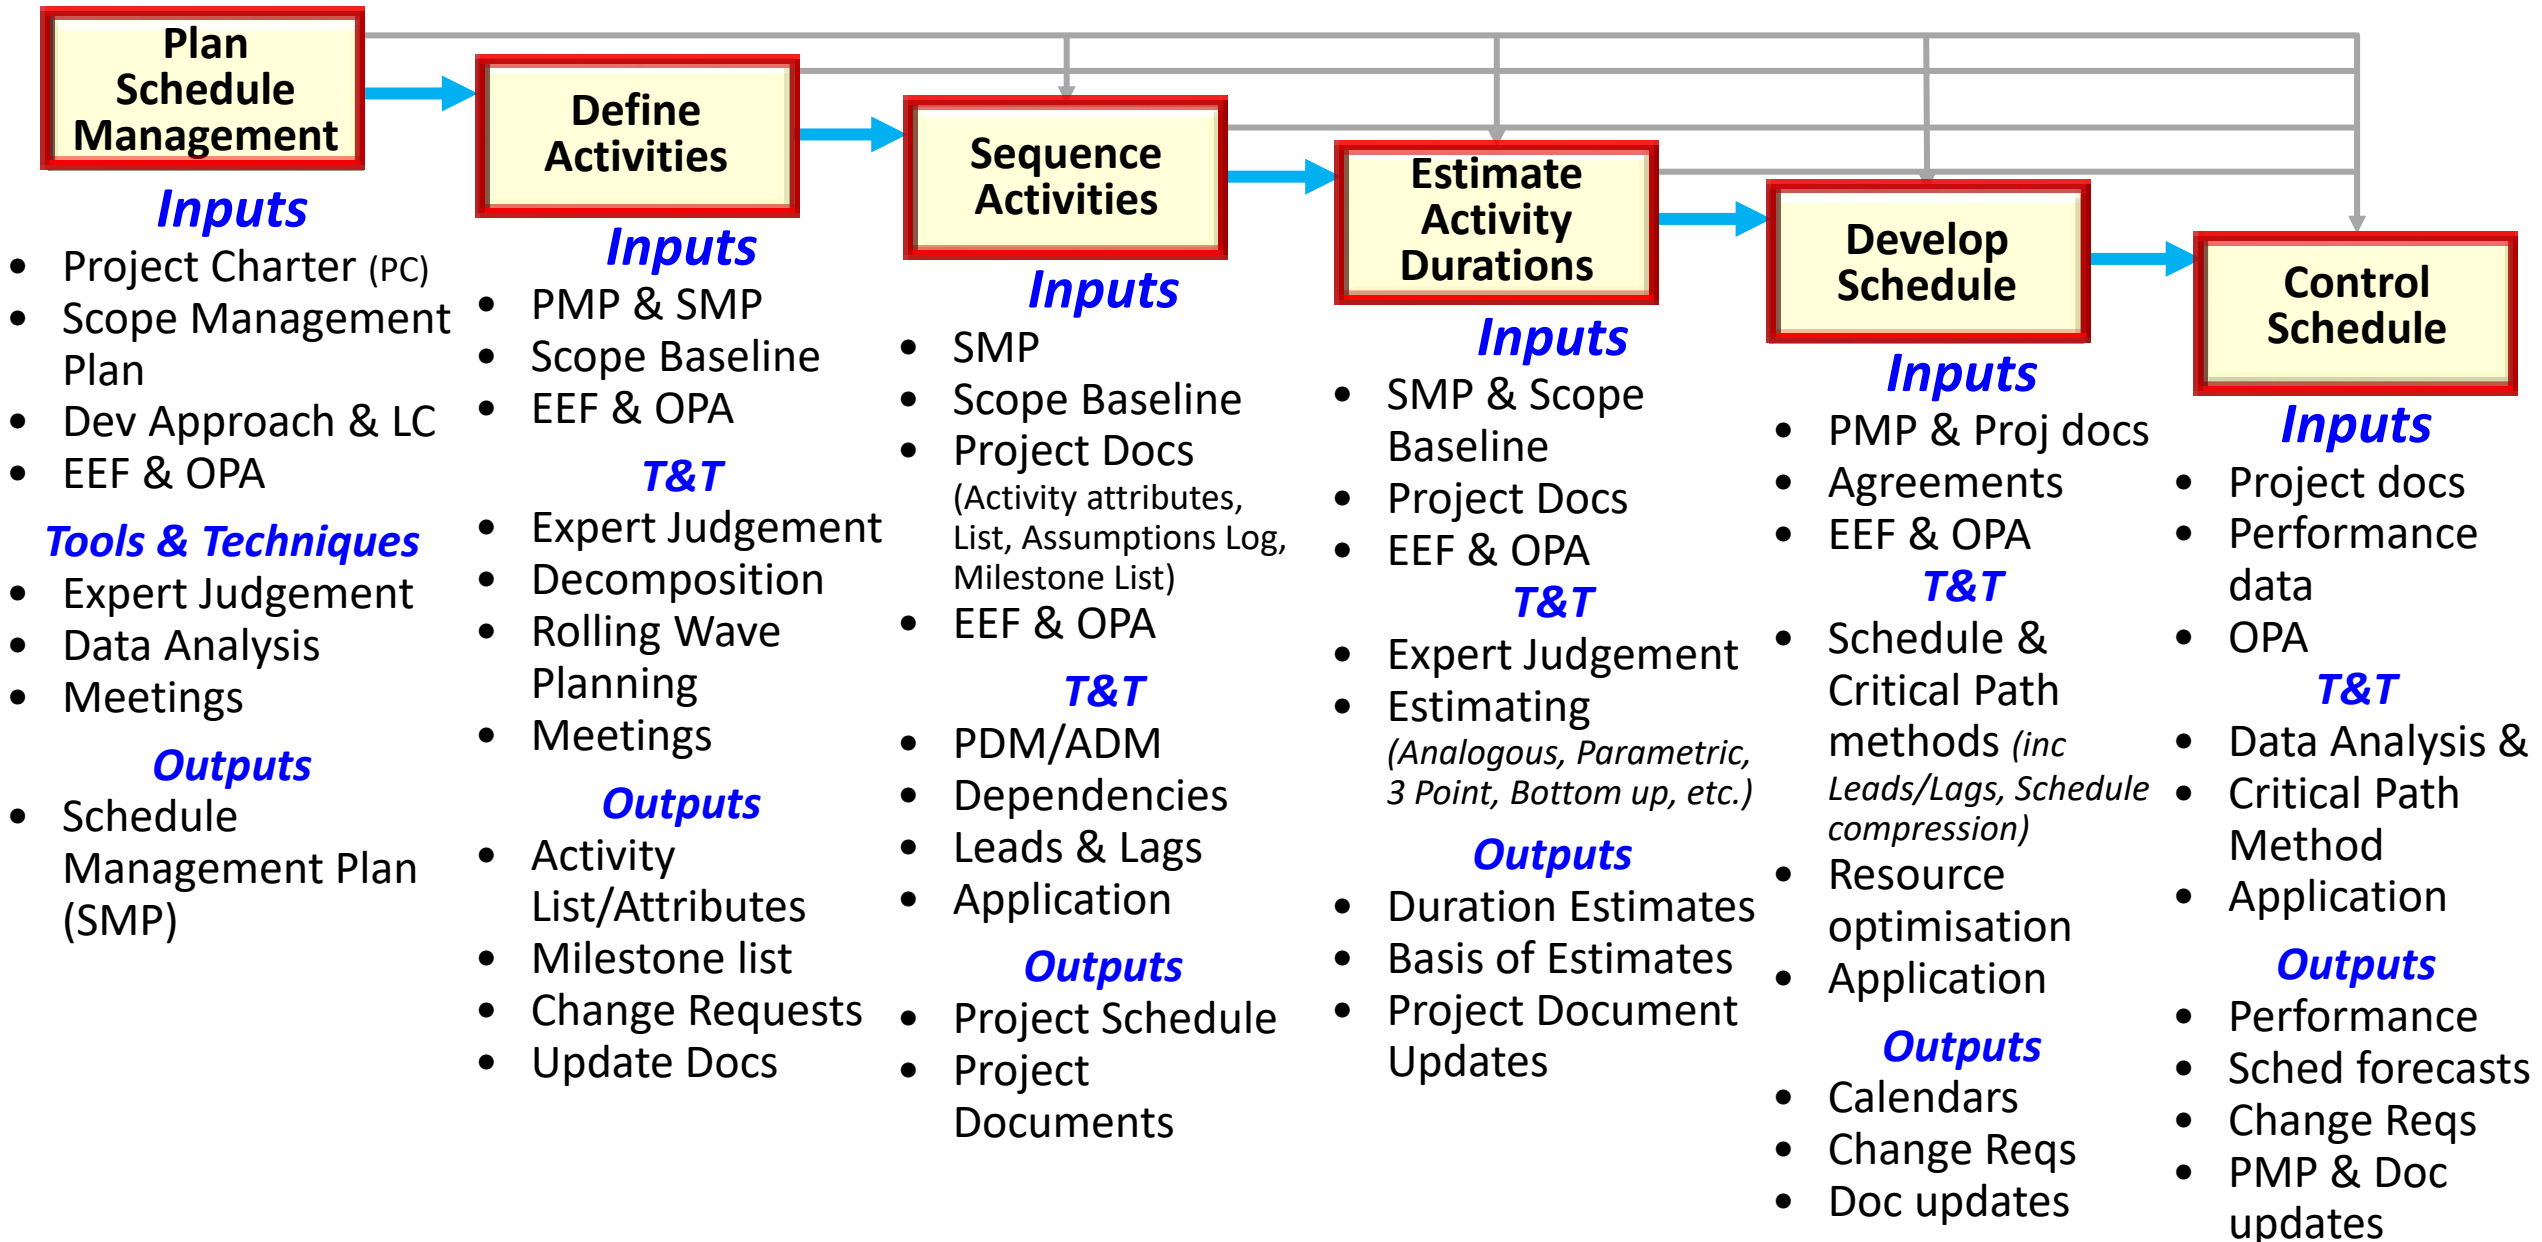 Plan
Schedule
Management
Inputs
• Project Charter (PC)
• Scope Management
Plan
• Dev Approach & LC
• EEF & OPA
Tools & Techniques
• Expert Judgement
• Data Analysis
• Meetings
Outputs
• Schedule
Management Plan
(SMP)
Define
Activities
Inputs
• PMP & SMP
• Scope Baseline
• EEF & OPA
T&T
• Expert Judgement
• Decomposition
• Rolling Wave
Planning
• Meetings
Outputs
• Activity
List/Attributes
• Milestone list
• Change Requests
• Update Docs
Sequence
Activities
Inputs
• SMP
• Scope Baseline
• Project Docs
(Activity attributes,
List, Assumptions Log,
Milestone List)
• EEF & OPA
T&T
• PDM/ADM
• Dependencies
• Leads & Lags
• Application
Outputs
• Project Schedule
• Project
Documents
Estimate
Activity
Durations
Inputs
• SMP & Scope
Baseline
• Project Docs
• EEF & OPA
T&T
• Expert Judgement
• Estimating
(Analogous, Parametric,
3 Point, Bottom up, etc.)
Outputs
• Duration Estimates
• Basis of Estimates
• Project Document
Updates
Develop
Schedule
Inputs
• PMP & Proj docs
• Agreements
• EEF & OPA
T&T
• Schedule &
Critical Path
methods (inc
Leads/Lags, Schedule
compression)
• Resource
optimisation
• Application
Outputs
• Calendars
• Change Reqs
• Doc updates
Control
Schedule
Inputs
• Project docs
• Performance
data
• OPA
T&T
• Data Analysis &
• Critical Path
Method
• Application
Outputs
• Performance
• Sched forecasts
• Change Reqs
• PMP & Doc
updates